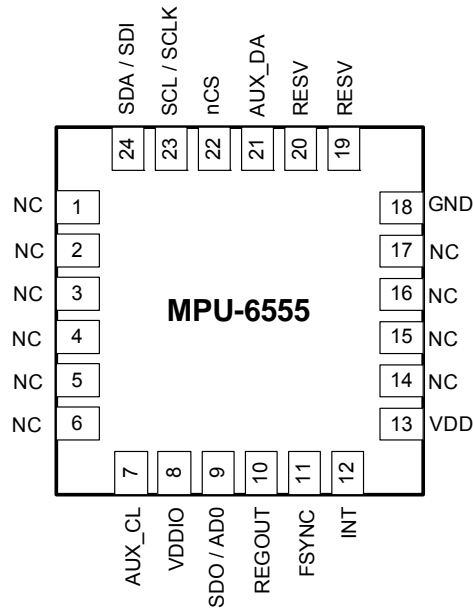 SDA / SDI
SCL / SCLK
nCS
AUX_DA
RESV
RESV
24
23
22
21
20
19
NC 1
NC 2
NC 3
NC 4
NC 5
NC 6
MPU-6555
18 GND
17 NC
16 NC
15 NC
14 NC
13 VDD
7
8
9
10
11
12
AUX_CL
VDDIO
SDO / AD0
REGOUT
FSYNC
INT